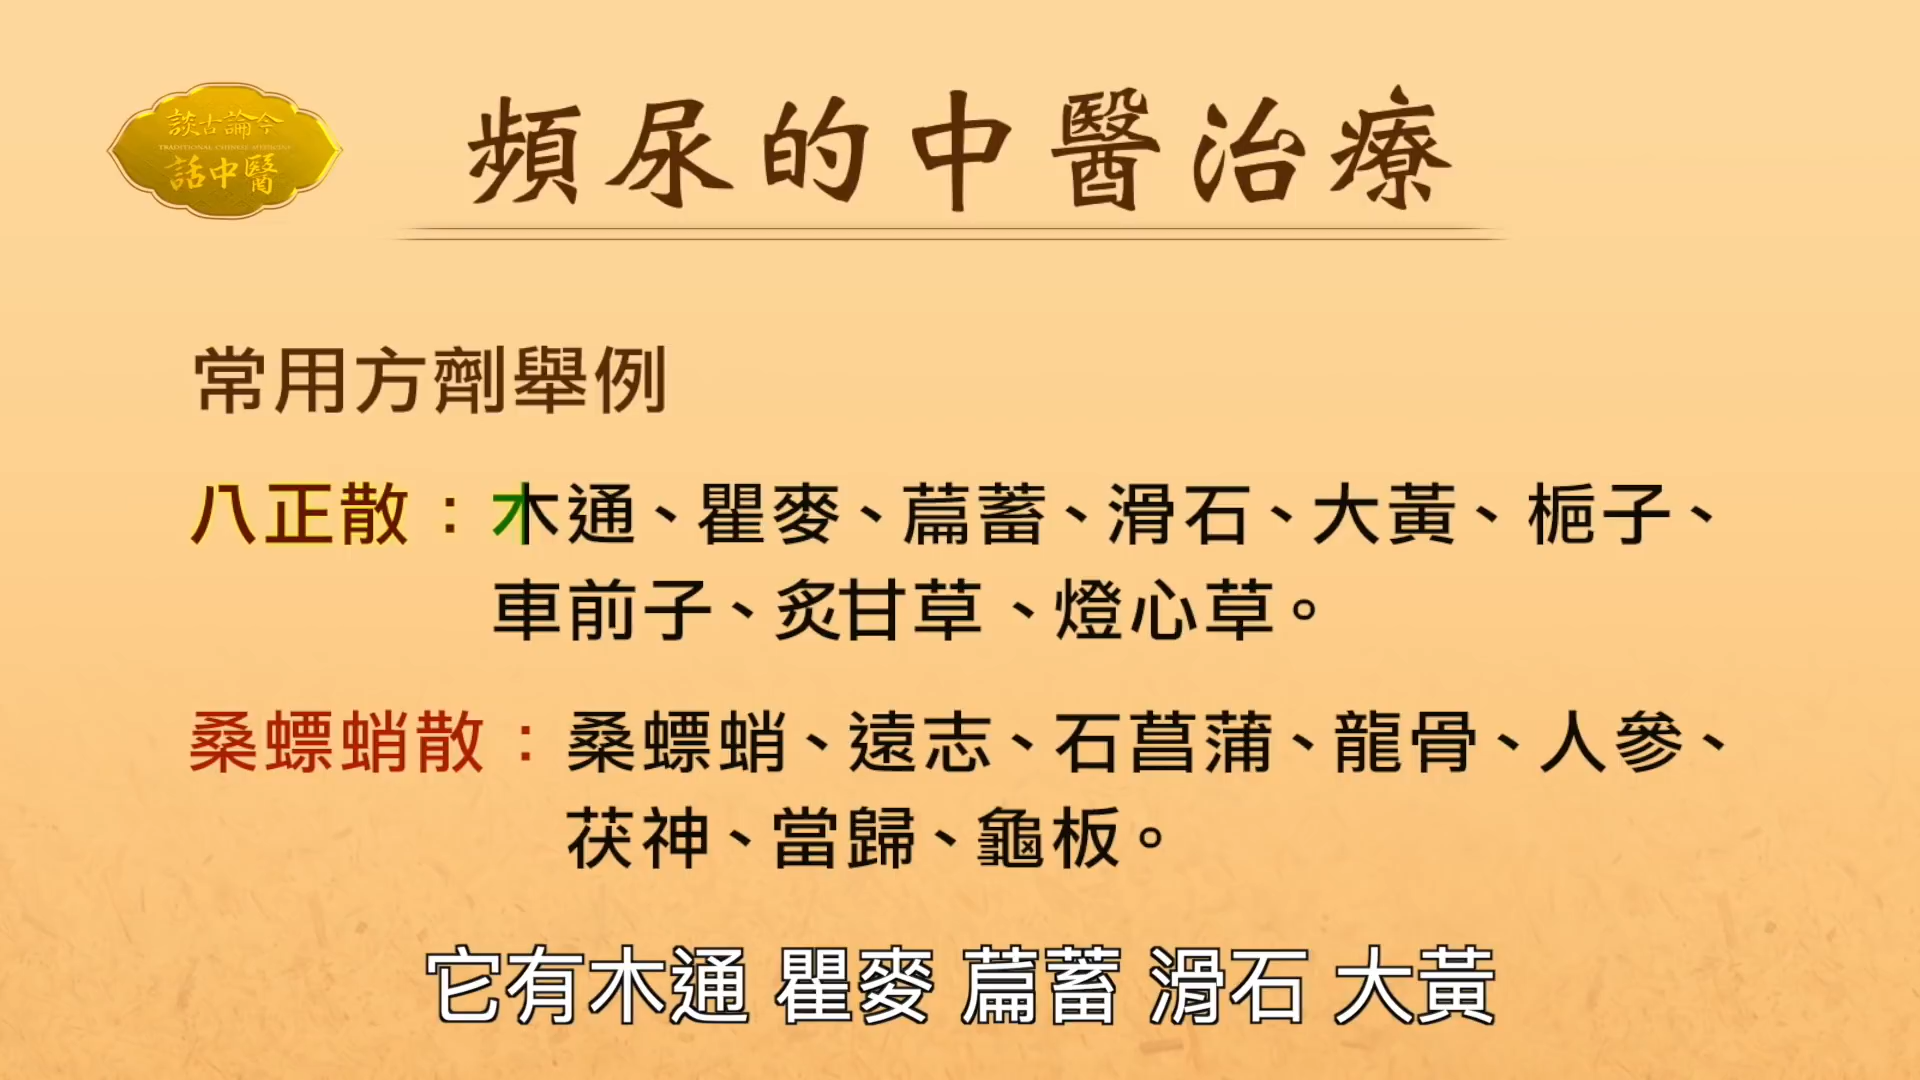 談古論今
TRADITIONAL CHINESE MEDICINE
話中醫
頻尿的中醫治療
常用方劑舉例
八正散：木通、瞿麥、萹蓄、滑石、大黃、梔子、
車前子、炙甘草、燈心草。
桑螵蛸散：桑螵蛸、遠志、石菖蒲、龍骨、人參、
茯神、當歸、龜板。
它有木通 瞿麥 萹蓄 滑石 大黃